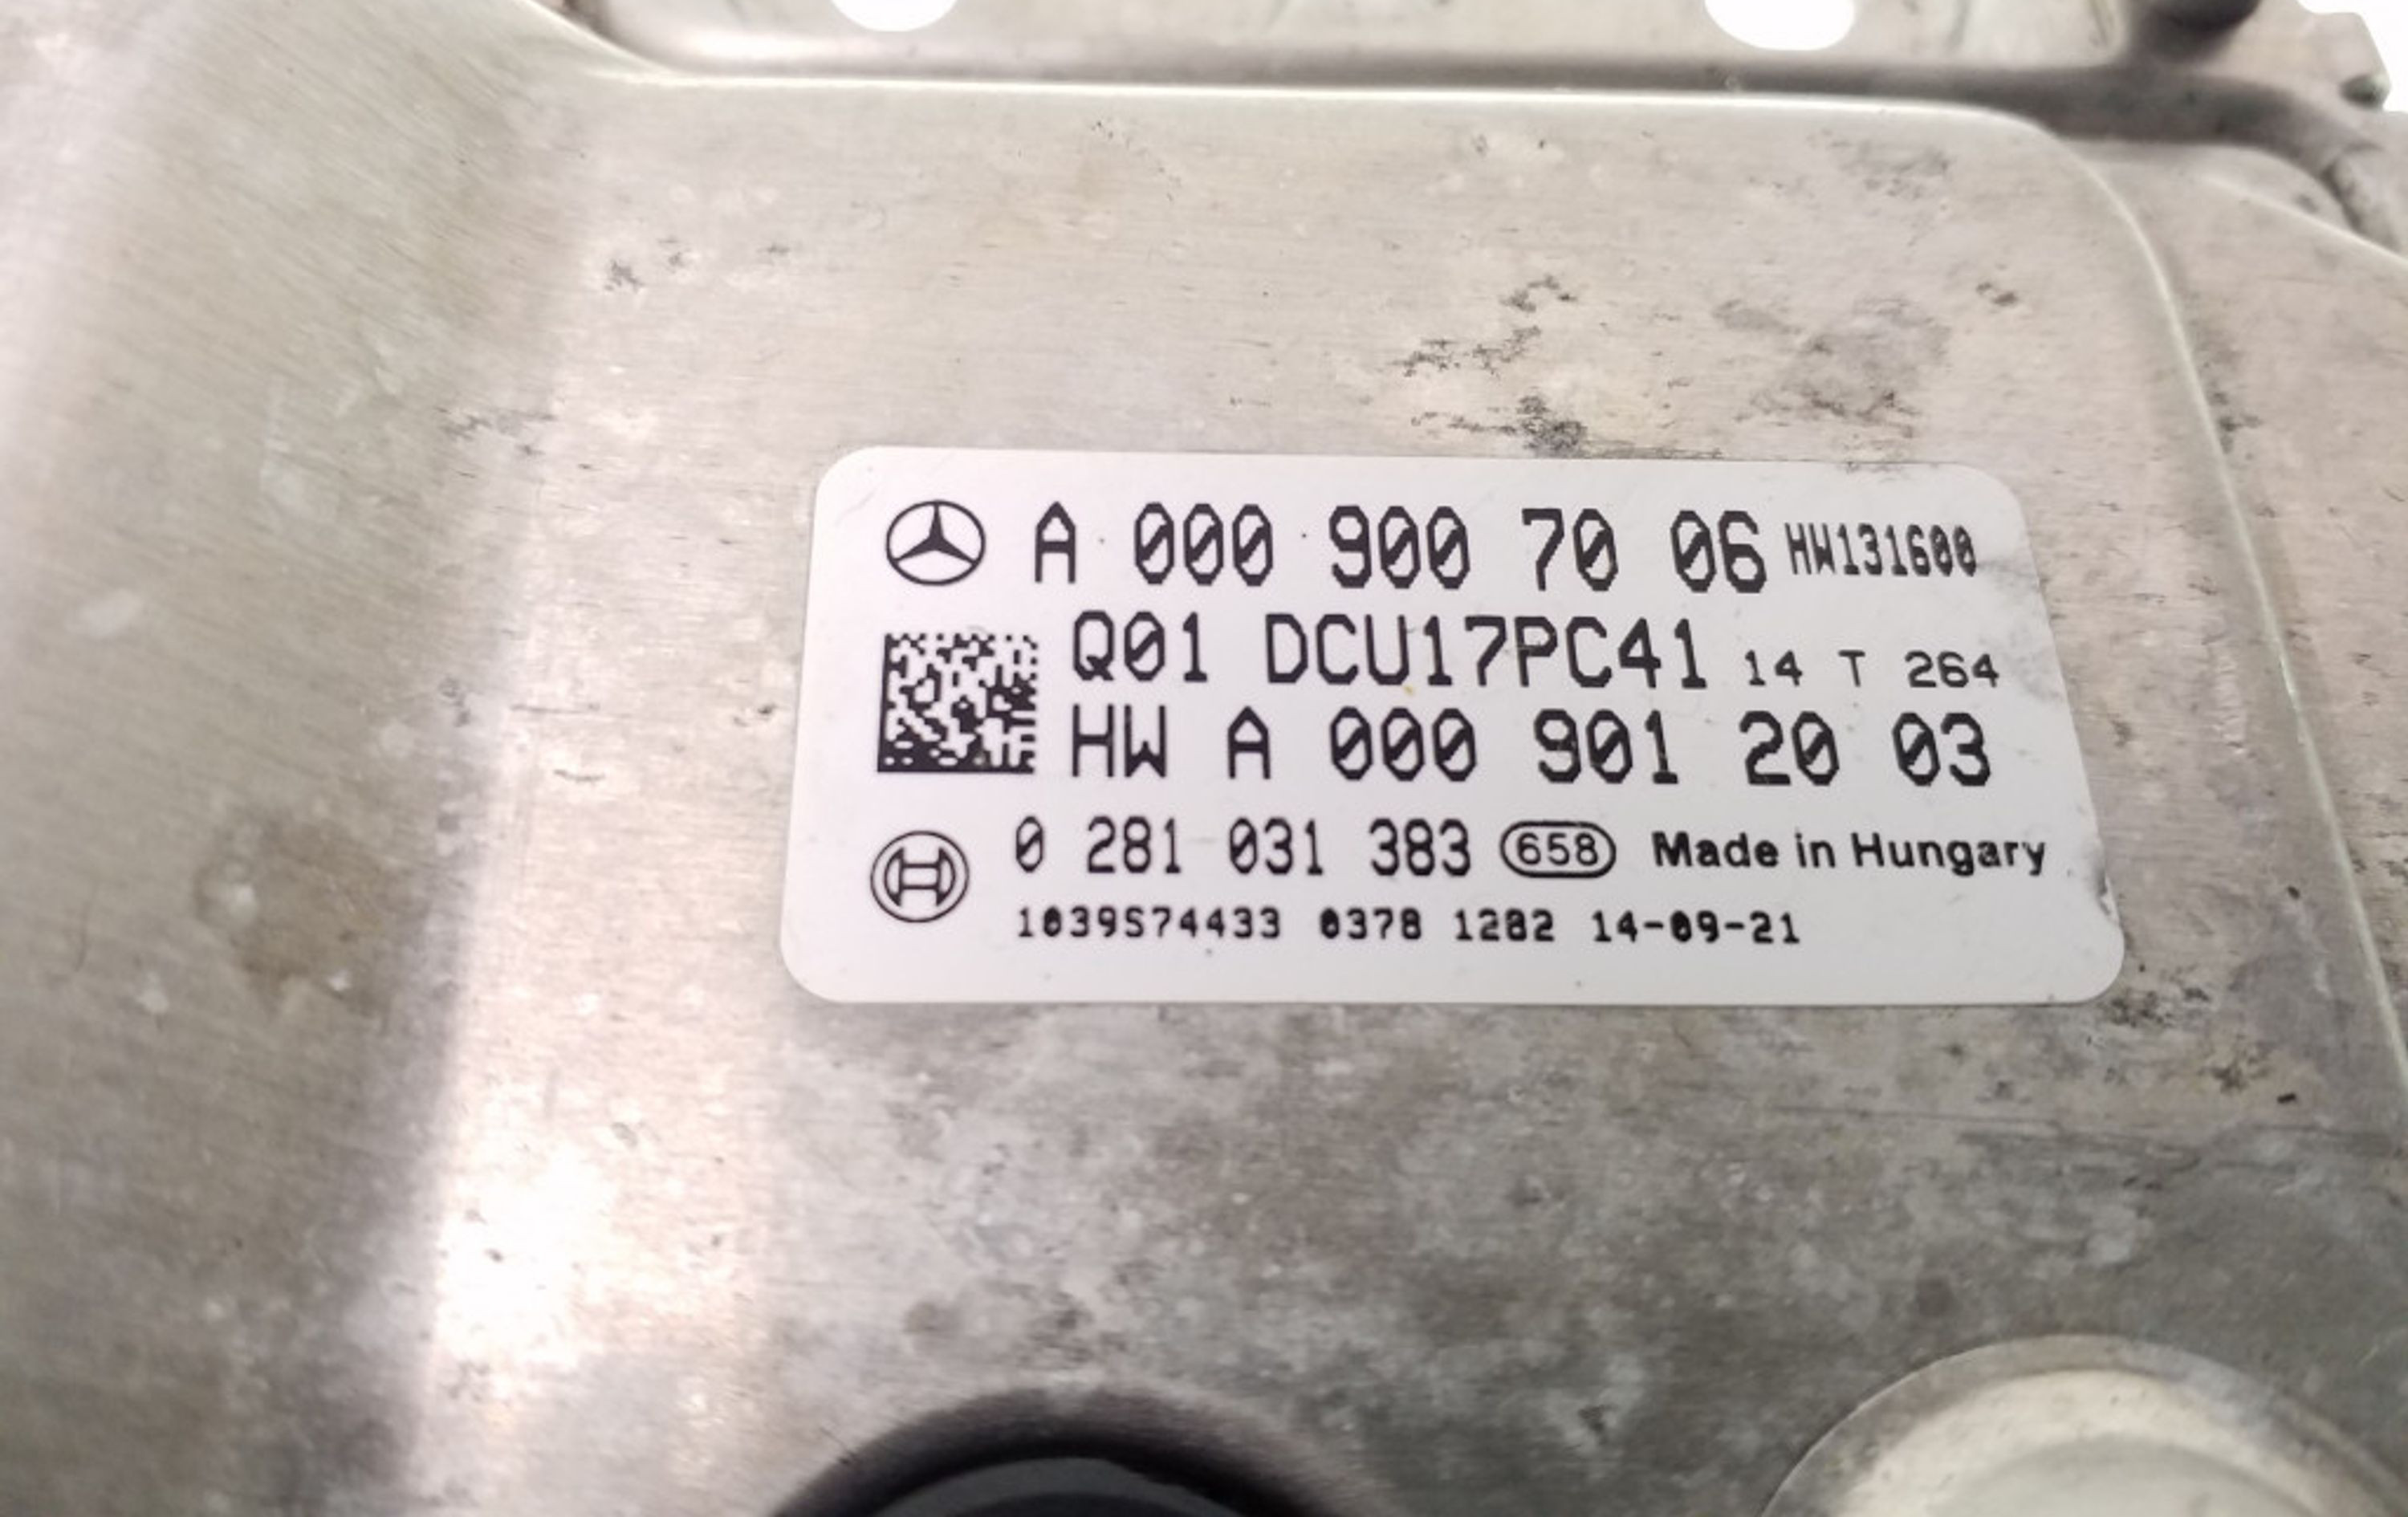 A 000 900 70 06 HW131600
Q01 DCU17PC41 14 T 264
HW A 000 901 20 03
0 281 031 383 658 Made in Hungary
1039S74433 0378 1282 14-09-21